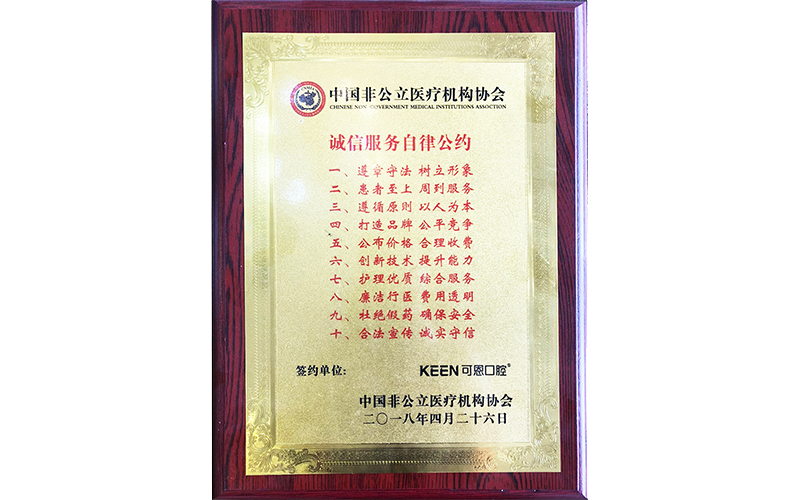 中国非公立医疗机构协会
CHINESE NON-GOVERNMENT MEDICAL INSTITUTIONS ASSOCTION
诚信服务自律公约
一、遵章守法 树立形象
二、患者至上 周到服务
三、遵循原则 以人为本
四、打造品牌 公平竞争
五、公布价格 合理收费
六、创新技术 提升能力
七、护理优质 综合服务
八、廉洁行医 费用透明
九、杜绝假药 确保安全
十、合法宣传 诚实守信
签约单位: KEEN可恩口腔®
中国非公立医疗机构协会
二〇一八年四月二十六日